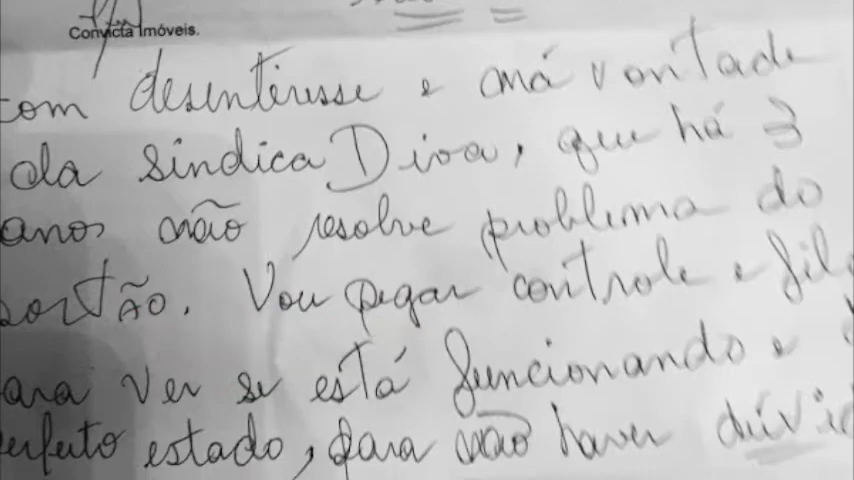 Convicta Imóveis.
com desinteresse e má vontade
da síndica Diva, que há 3
anos não resolve problema do
portão. Vou pegar controle e
para ver se está funcionando e
perfeito estado, para não haver